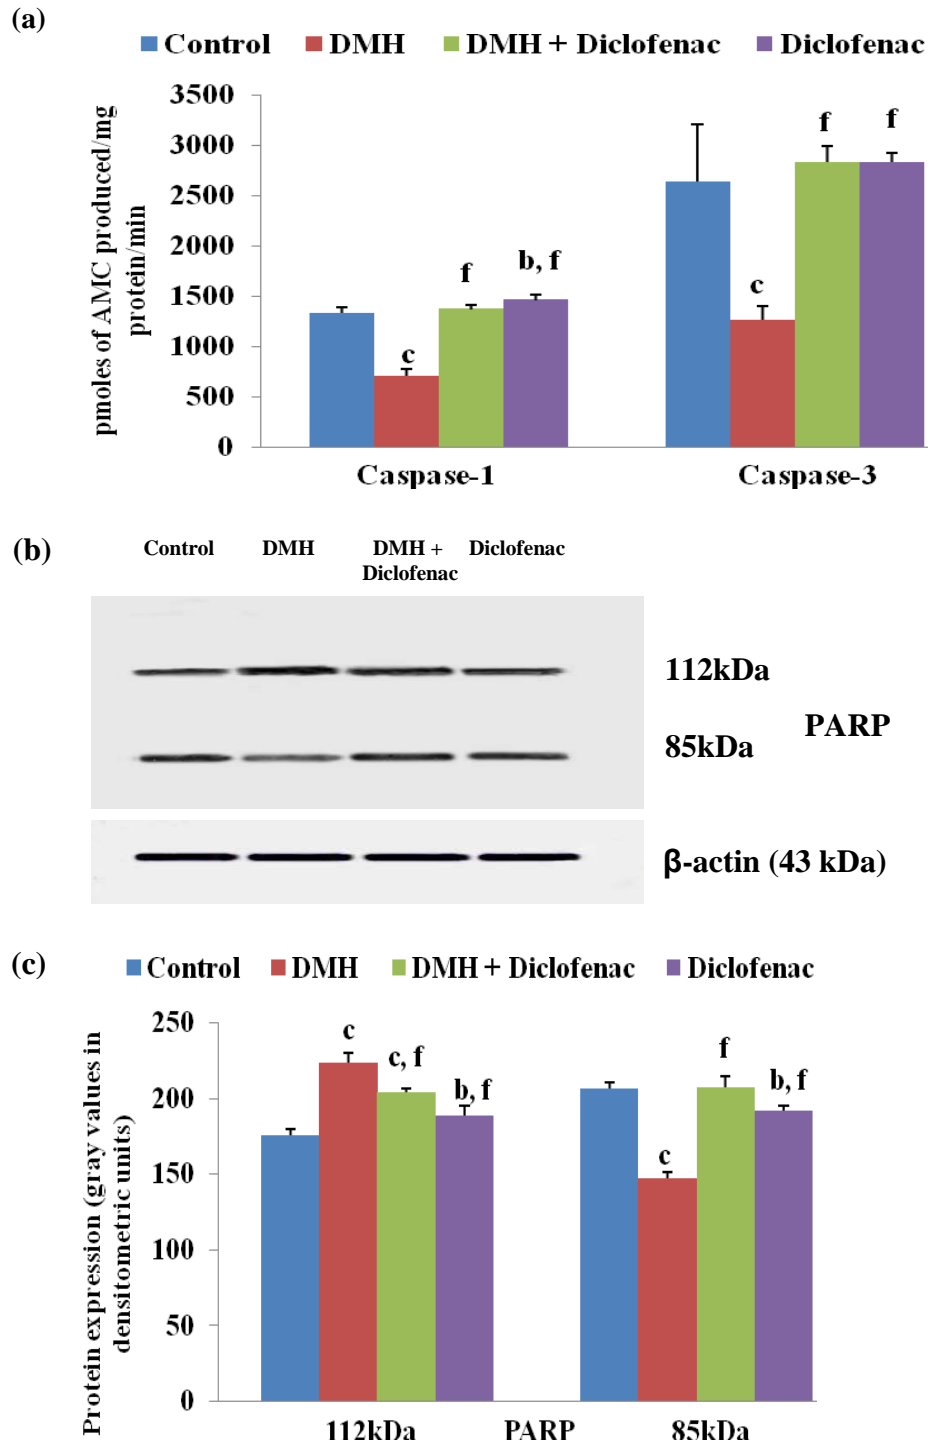 (a)
Control DMH DMH + Diclofenac Diclofenac
pmoles of AMC produced/mg
protein/min
3500
3000
2500
2000
1500
1000
500
0
c
f
b, f
c
f
f
Caspase-1 Caspase-3
(b)
Control DMH DMH + Diclofenac
Diclofenac
112kDa
PARP
85kDa
β-actin (43 kDa)
(c)
Control DMH DMH + Diclofenac Diclofenac
Protein expression (gray values in
densitometric units)
250
200
150
100
50
0
c
c, f
b, f
c
f
b, f
112kDa PARP 85kDa